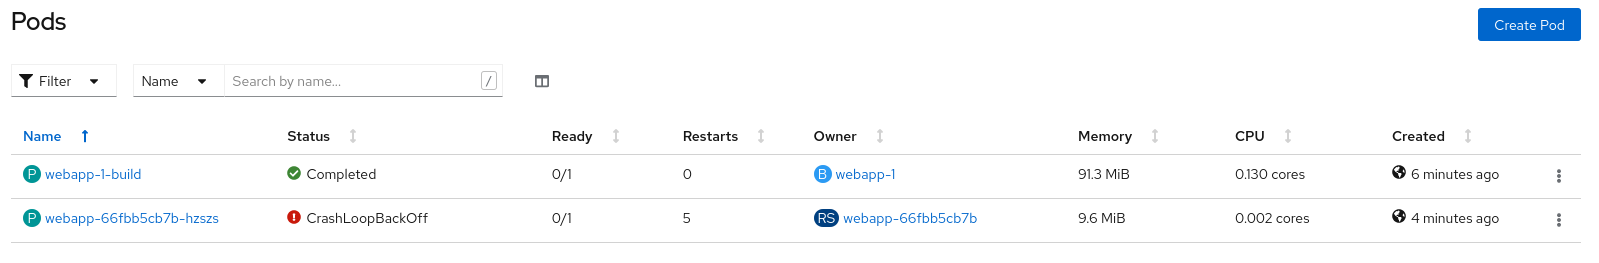 Pods
Create Pod
Filter Name Search by name... /
Name Status Ready Restarts Owner Memory CPU Created
P webapp-1-build Completed 0/1 0 B webapp-1 91.3 MiB 0.130 cores 6 minutes ago
P webapp-66fbb5cb7b-hzszs CrashLoopBackOff 0/1 5 RS webapp-66fbb5cb7b 9.6 MiB 0.002 cores 4 minutes ago